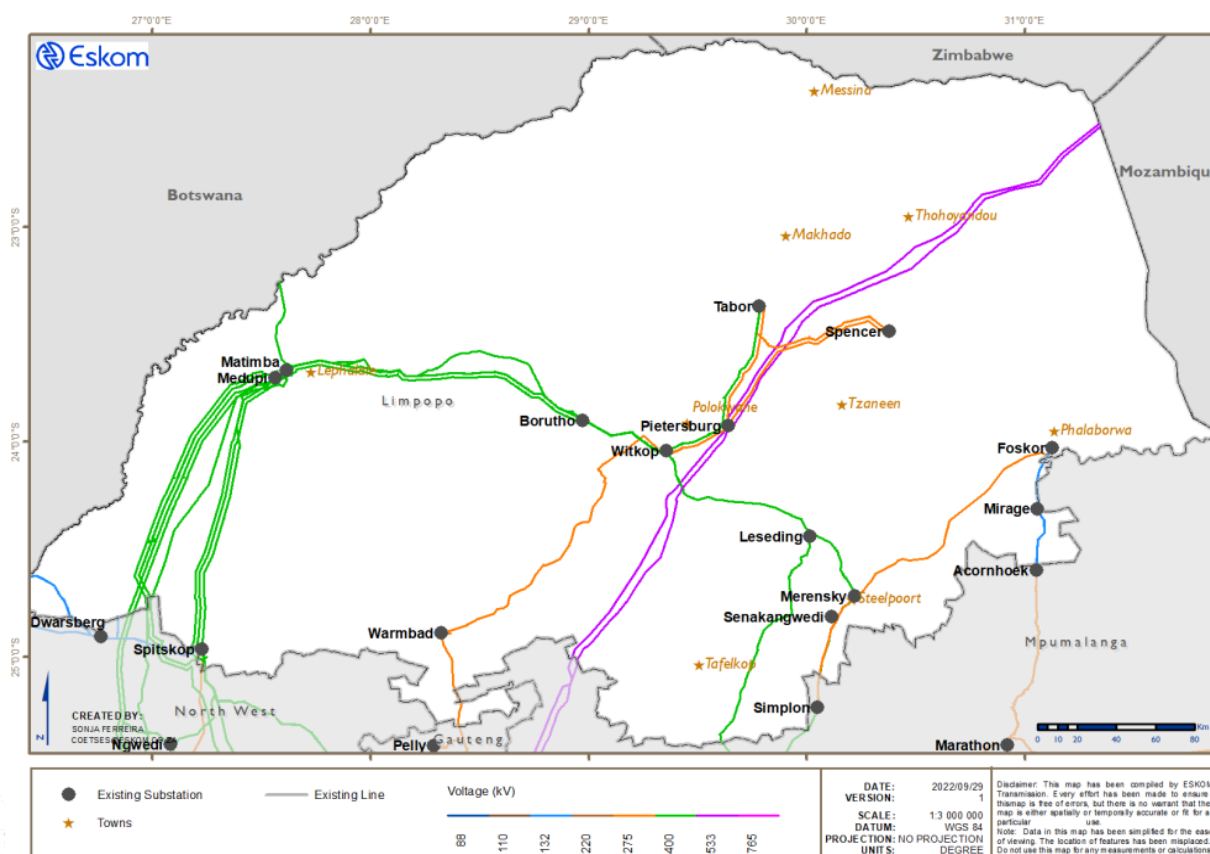 27°0'0"E 28°0'0"E 29°0'0"E 30°0'0"E 31°0'0"E
Eskom
Zimbabwe
Messina
Botswana
Mozambiqu
23°0'0"S
Thohoyandou
Makhado
Tabor
Spencer
Matimba
Medupi
Lephalale
Limpopo
Polokwane
Tzaneen
Borutho
Pietersburg
Phalaborwa
24°0'0"S
Witkop
Foskor
Mirage
Leseding
Acornhoek
Merensky
Steelpoort
Senakangwedi
Dwarsberg
Warmbad
Spitskop
Mpumalanga
25°0'0"S
Tafelkop
Simplon
North West
CREATED BY:
SONJA FERREIRA
N
Ngwedi
Pelly
Gauteng
Marathon
Km
0 10 20 40 60 80
Existing Substation
Existing Line
Towns
Voltage (kV)
88 110 132 220 275 400 533 765
DATE: 2022/09/29
VERSION: 1
SCALE: 1:3 000 000
DATUM: WGS 84
PROJECTION: NO PROJECTION
UNITS: DEGREE
Disclaimer: This map has been compiled by ESKOM
Transmission. Every effort has been made to ensure
thismap is free of errors, but there is no warrant that the
map is either spatially or temporally accurate or fit for a
particular use.
Note: Data in this map has been simplified for the ease
of viewing. The location of features has been misplaced.
Do not use this map for any measurements or calculations